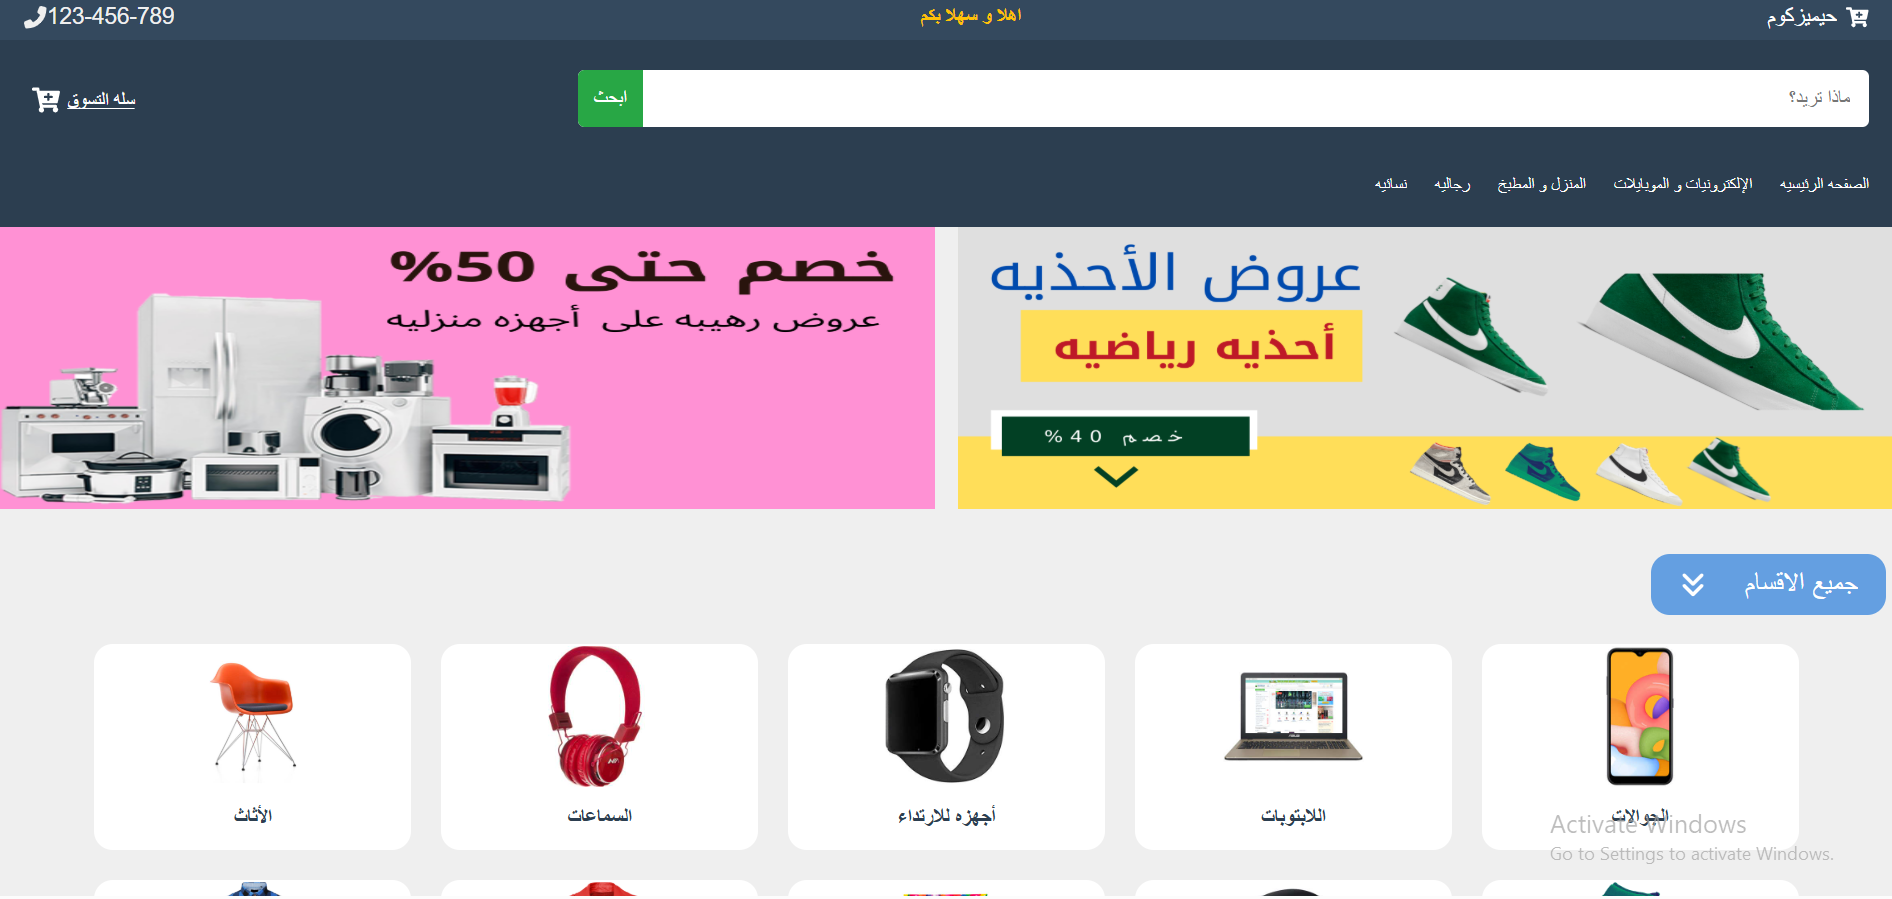 حيميزكوم
اهلا و سهلا بكم
123-456-789
ماذا تريد؟
ابحث
سله التسوق
الصفحه الرئيسيه
الإلكترونيات و الموبايلات
المنزل و المطبخ
رجاليه
نسائيه
عروض الأحذيه
أحذيه رياضيه
خصم 40%
خصم حتى 50%
عروض رهيبه على أجهزه منزليه
جميع الاقسام
الجوالات
اللابتوبات
أجهزه للارتداء
السماعات
الأثاث
Activate Windows
Go to Settings to activate Windows.